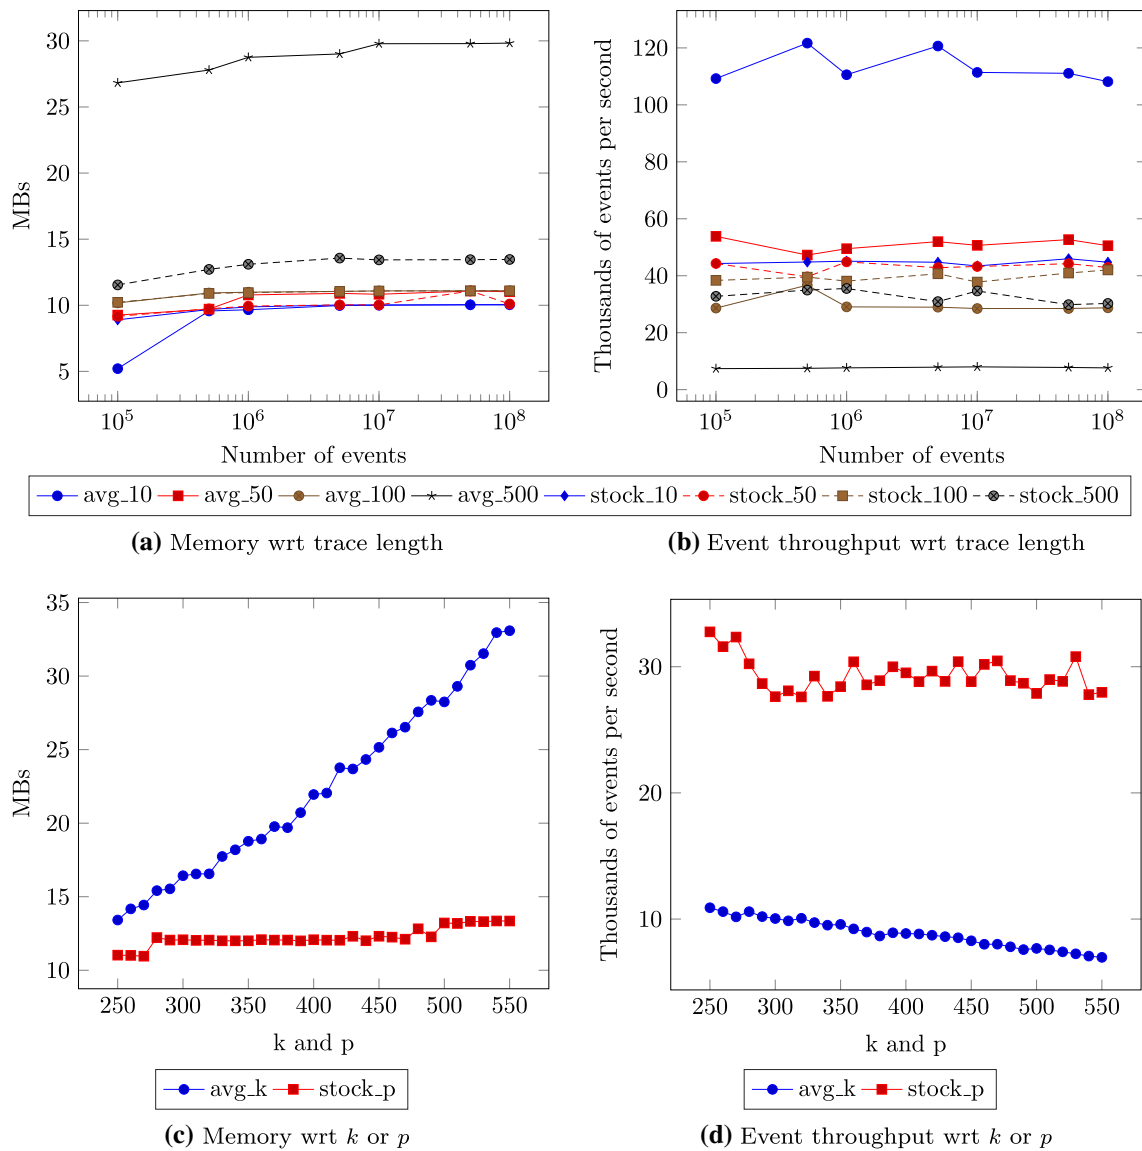 30
25
20
15
10
5
MBs
10^5
10^6
10^7
10^8
Number of events
120
100
80
60
40
20
0
Thousands of events per second
10^5
10^6
10^7
10^8
Number of events
avg_10 avg_50 avg_100 avg_500 stock_10 stock_50 stock_100 stock_500
(a) Memory wrt trace length
(b) Event throughput wrt trace length
35
30
25
20
15
10
MBs
250 300 350 400 450 500 550
k and p
avg_k stock_p
(c) Memory wrt k or p
30
20
10
Thousands of events per second
250 300 350 400 450 500 550
k and p
avg_k stock_p
(d) Event throughput wrt k or p